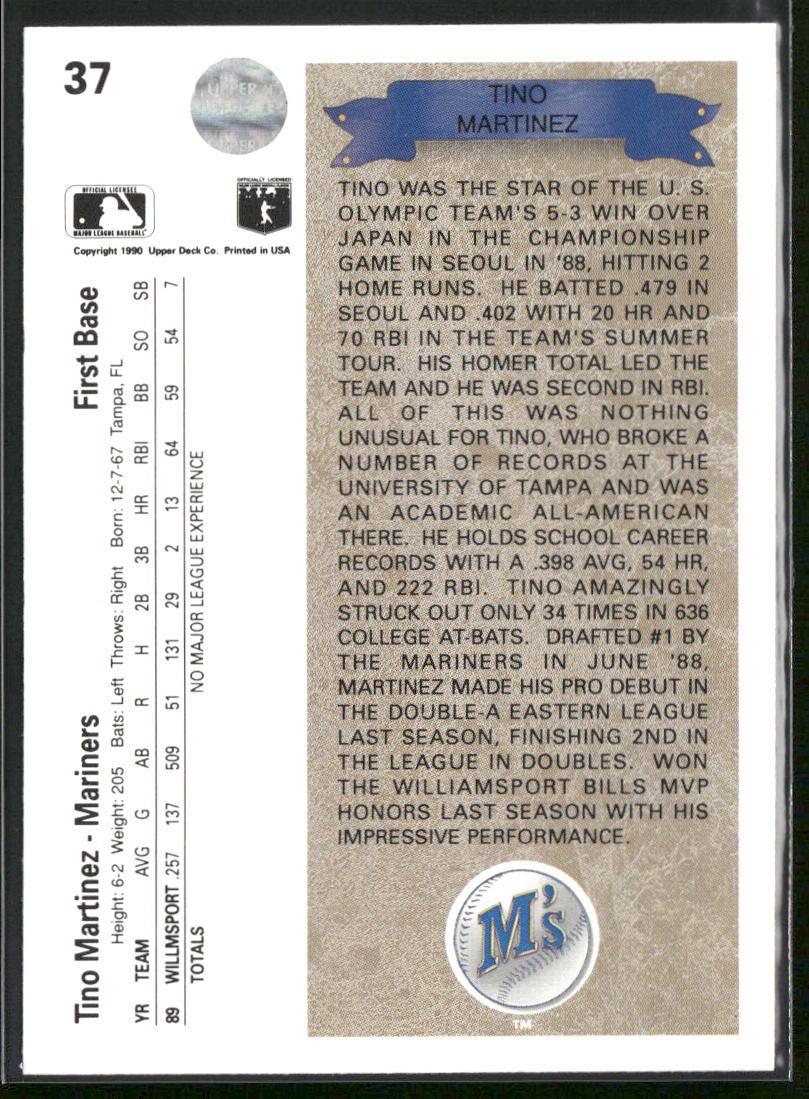 37
UPPER
OFFICIAL LICENSEE
MAJOR LEAGUE BASEBALL
OFFICIALLY LICENSED
Copyright 1990 Upper Deck Co. Printed in USA
Tino Martinez - Mariners First Base
Height: 6-2 Weight: 205 Bats: Left Throws: Right Born: 12-7-67 Tampa, FL
YR TEAM AVG G AB R H 2B 3B HR RBI BB SO SB
89 WILLMSPORT .257 137 509 51 131 29 2 13 64 59 54 7
TOTALS NO MAJOR LEAGUE EXPERIENCE
TINO
MARTINEZ
TINO WAS THE STAR OF THE U. S.
OLYMPIC TEAM'S 5-3 WIN OVER
JAPAN IN THE CHAMPIONSHIP
GAME IN SEOUL IN '88, HITTING 2
HOME RUNS. HE BATTED .479 IN
SEOUL AND .402 WITH 20 HR AND
70 RBI IN THE TEAM'S SUMMER
TOUR. HIS HOMER TOTAL LED THE
TEAM AND HE WAS SECOND IN RBI.
ALL OF THIS WAS NOTHING
UNUSUAL FOR TINO, WHO BROKE A
NUMBER OF RECORDS AT THE
UNIVERSITY OF TAMPA AND WAS
AN ACADEMIC ALL-AMERICAN
THERE. HE HOLDS SCHOOL CAREER
RECORDS WITH A .398 AVG, 54 HR,
AND 222 RBI. TINO AMAZINGLY
STRUCK OUT ONLY 34 TIMES IN 636
COLLEGE AT-BATS. DRAFTED #1 BY
THE MARINERS IN JUNE '88,
MARTINEZ MADE HIS PRO DEBUT IN
THE DOUBLE-A EASTERN LEAGUE
LAST SEASON, FINISHING 2ND IN
THE LEAGUE IN DOUBLES. WON
THE WILLIAMSPORT BILLS MVP
HONORS LAST SEASON WITH HIS
IMPRESSIVE PERFORMANCE.
M's
TM